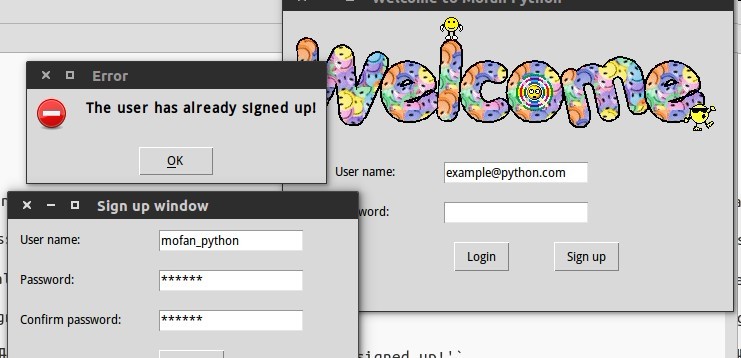 Welcome to Mofan Python
Error
The user has already signed up!
OK
Welcome
User name:
example@python.com
word:
Login
Sign up
Sign up window
User name:
mofan_python
Password:
******
Confirm password:
******
signed up!'`